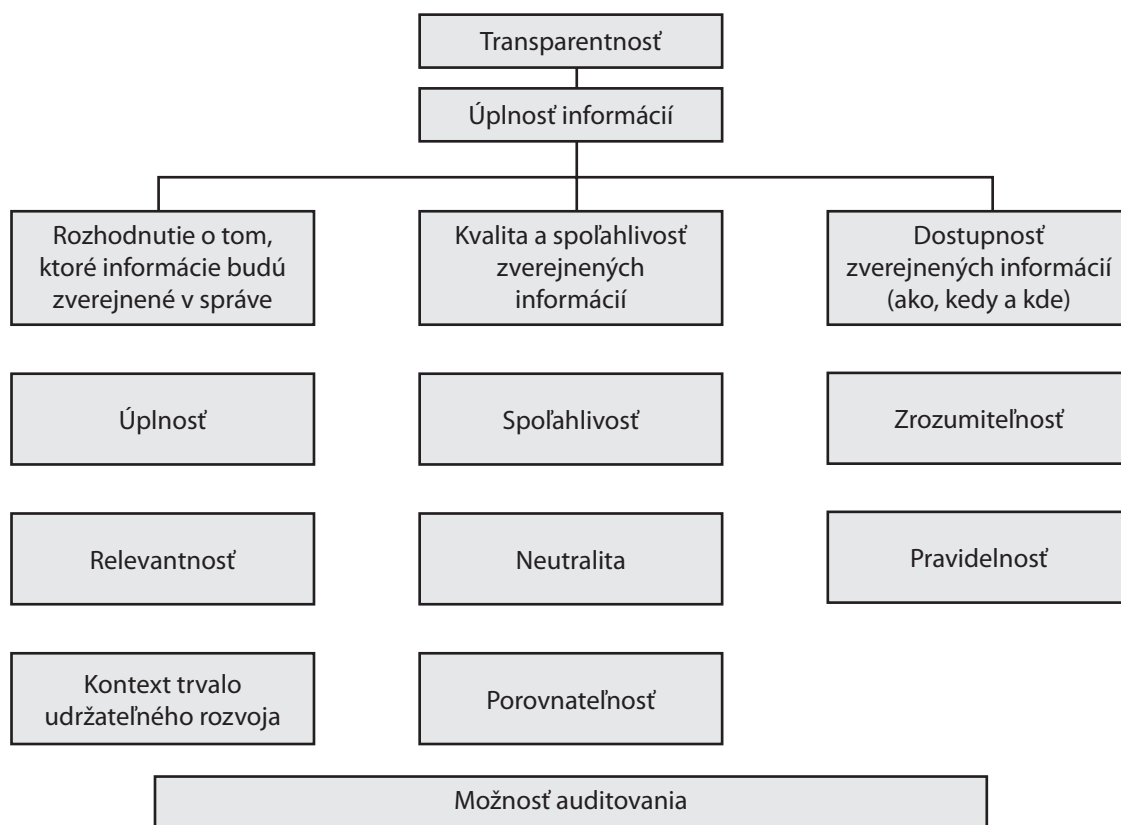 Transparentnosť
Úplnosť informácií
Rozhodnutie o tom,
ktoré informácie budú
zverejnené v správe
Kvalita a spoľahlivosť
zverejnených
informácií
Dostupnosť
zverejnených informácií
(ako, kedy a kde)
Úplnosť
Spoľahlivosť
Zrozumiteľnosť
Relevantnosť
Neutralita
Pravidelnosť
Kontext trvalo
udržateľného rozvoja
Porovnateľnosť
Možnosť auditovania